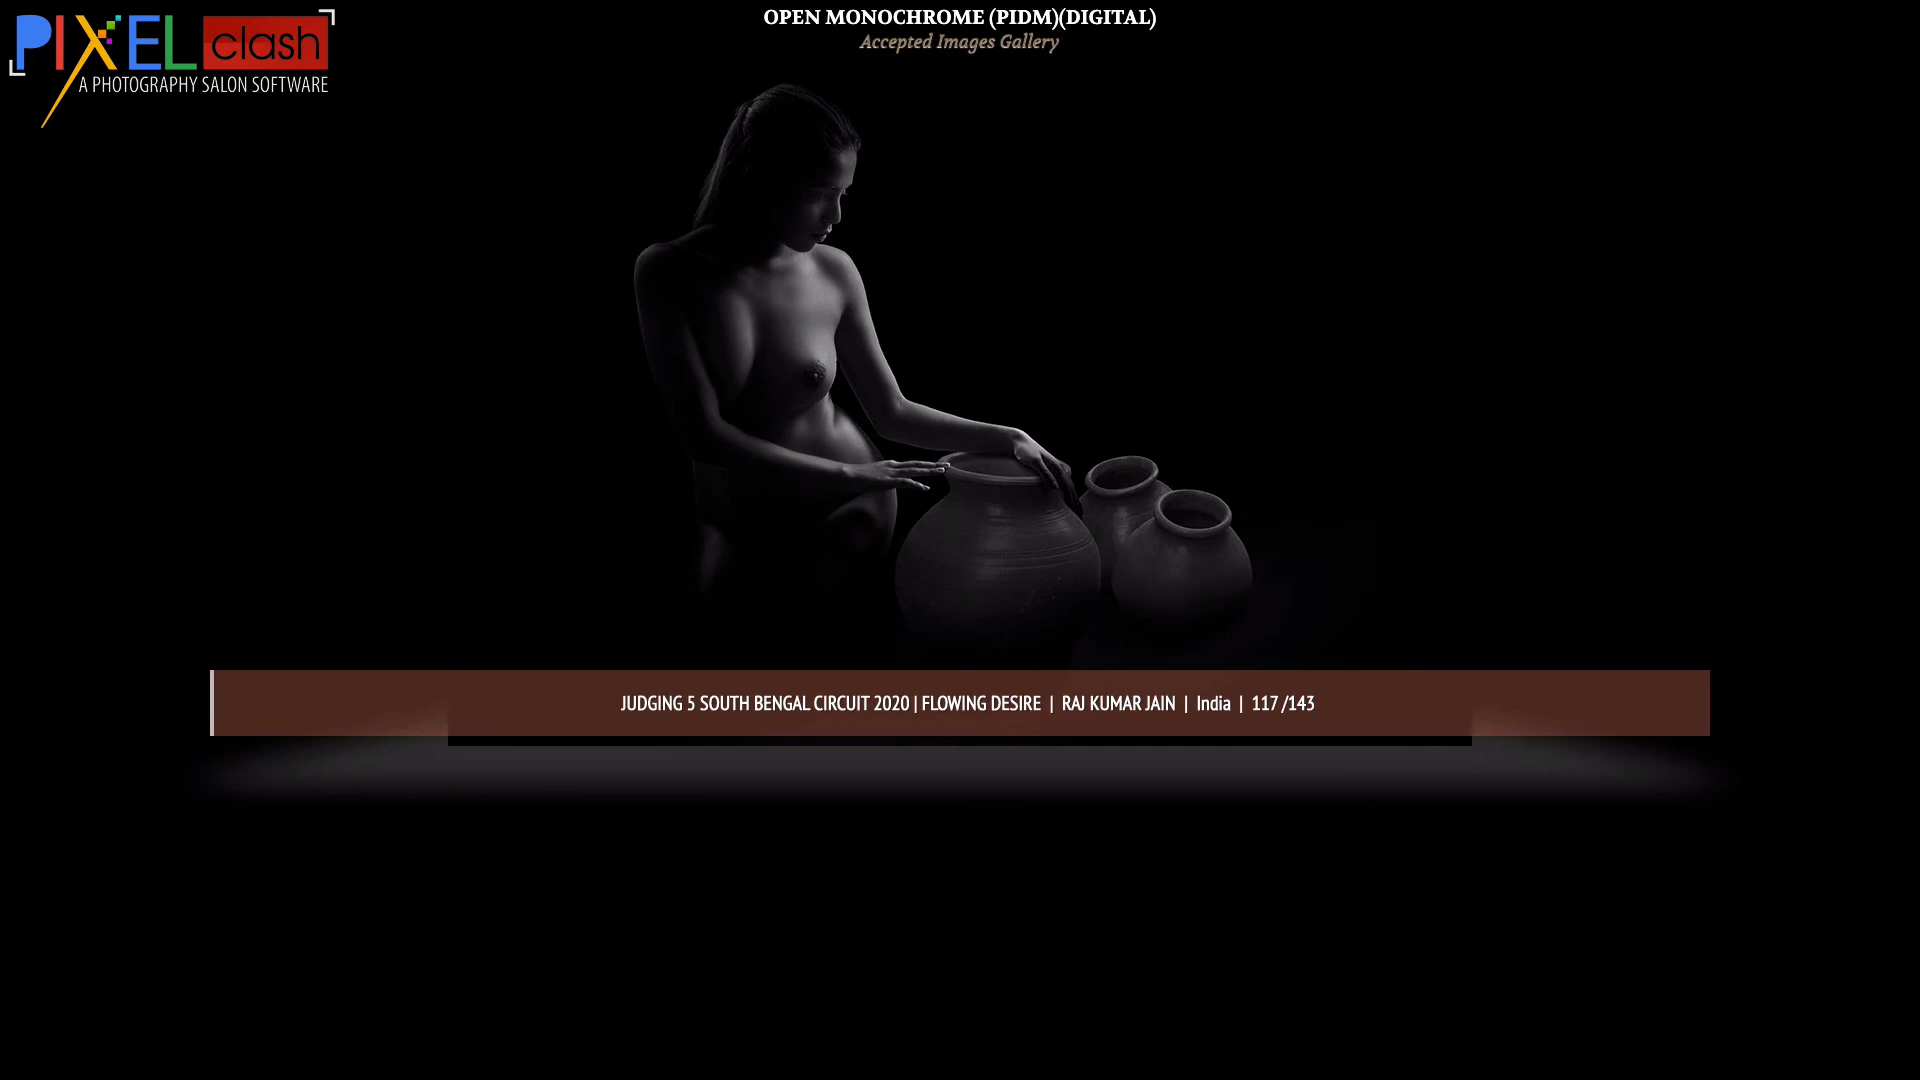 PIXEL clash
A PHOTOGRAPHY SALON SOFTWARE
OPEN MONOCHROME (PIDM)(DIGITAL)
Accepted Images Gallery
JUDGING 5 SOUTH BENGAL CIRCUIT 2020 | FLOWING DESIRE | RAJ KUMAR JAIN | India | 117 /143